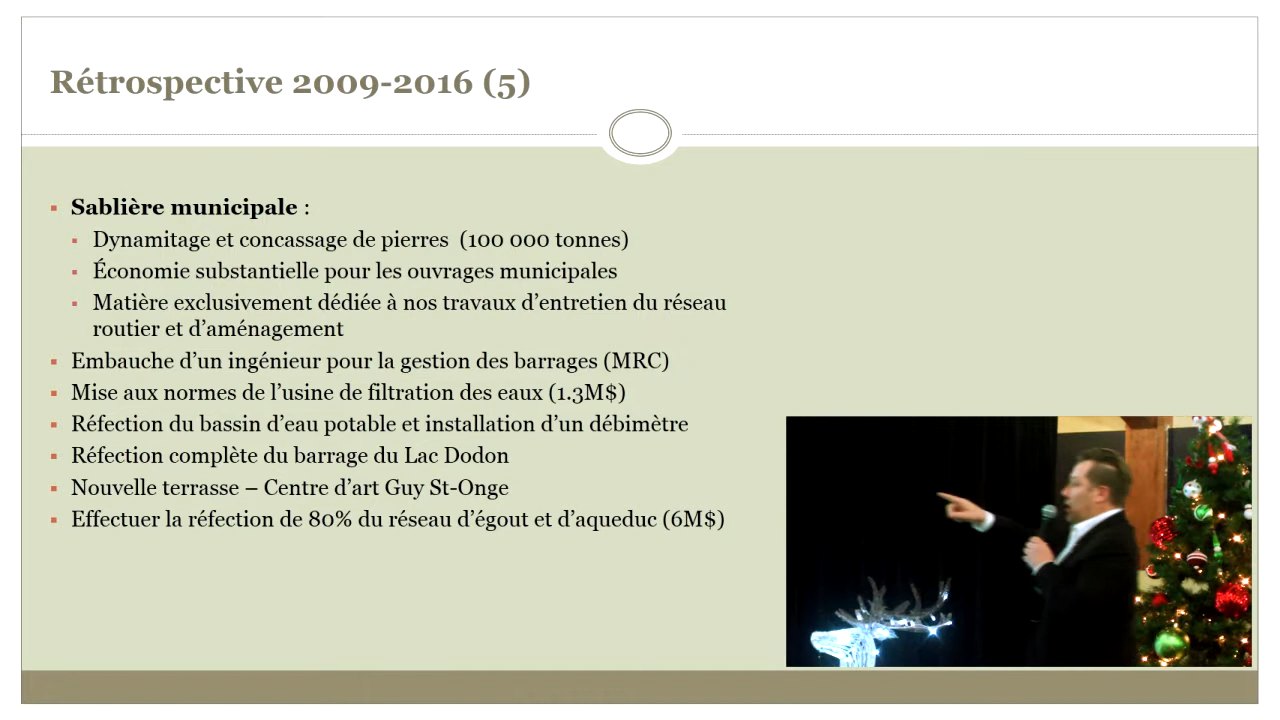 Rétrospective 2009-2016 (5)
Sablière municipale :
Dynamitage et concassage de pierres  (100 000 tonnes)
Économie substantielle pour les ouvrages municipales
Matière exclusivement dédiée à nos travaux d’entretien du réseau
routier et d’aménagement
Embauche d’un ingénieur pour la gestion des barrages (MRC)
Mise aux normes de l’usine de filtration des eaux (1.3M$)
Réfection du bassin d’eau potable et installation d’un débimètre
Réfection complète du barrage du Lac Dodon
Nouvelle terrasse – Centre d’art Guy St-Onge
Effectuer la réfection de 80% du réseau d’égout et d’aqueduc (6M$)